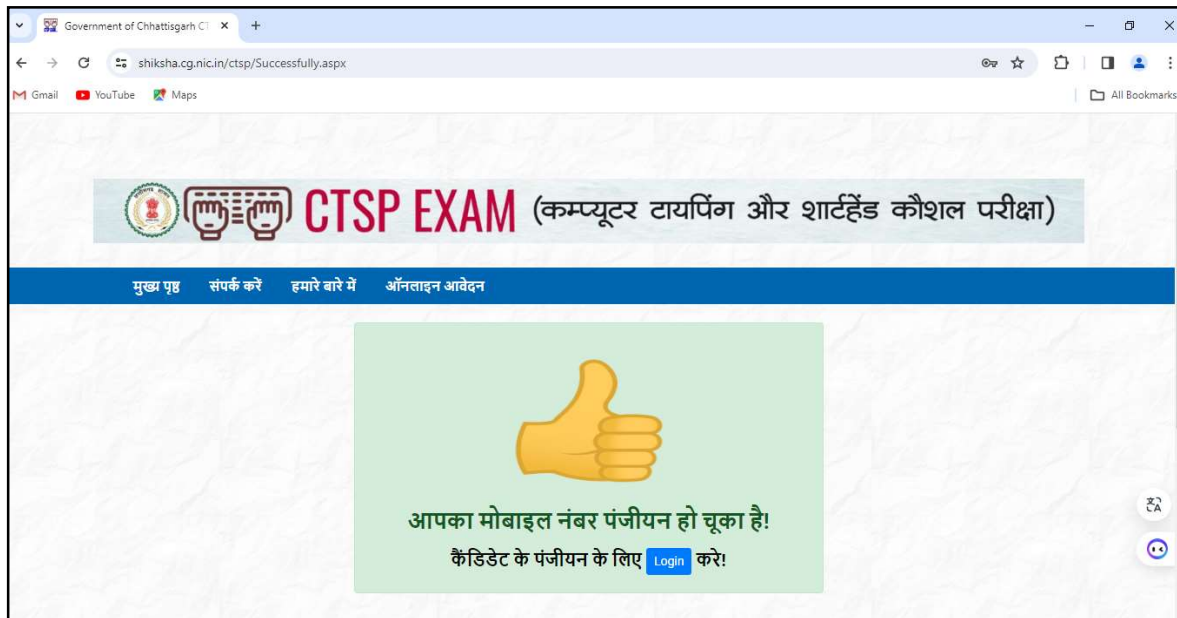 Government of Chhattisgarh CT
shiksha.cg.nic.in/ctsp/Successfully.aspx
Gmail YouTube Maps All Bookmarks
CTSP EXAM (कम्प्यूटर टायपिंग और शार्टहेंड कौशल परीक्षा)
मुख्य पृष्ठ संपर्क करें हमारे बारे में ऑनलाइन आवेदन
आपका मोबाइल नंबर पंजीयन हो चूका है!
कैंडिडेट के पंजीयन के लिए Login करे!